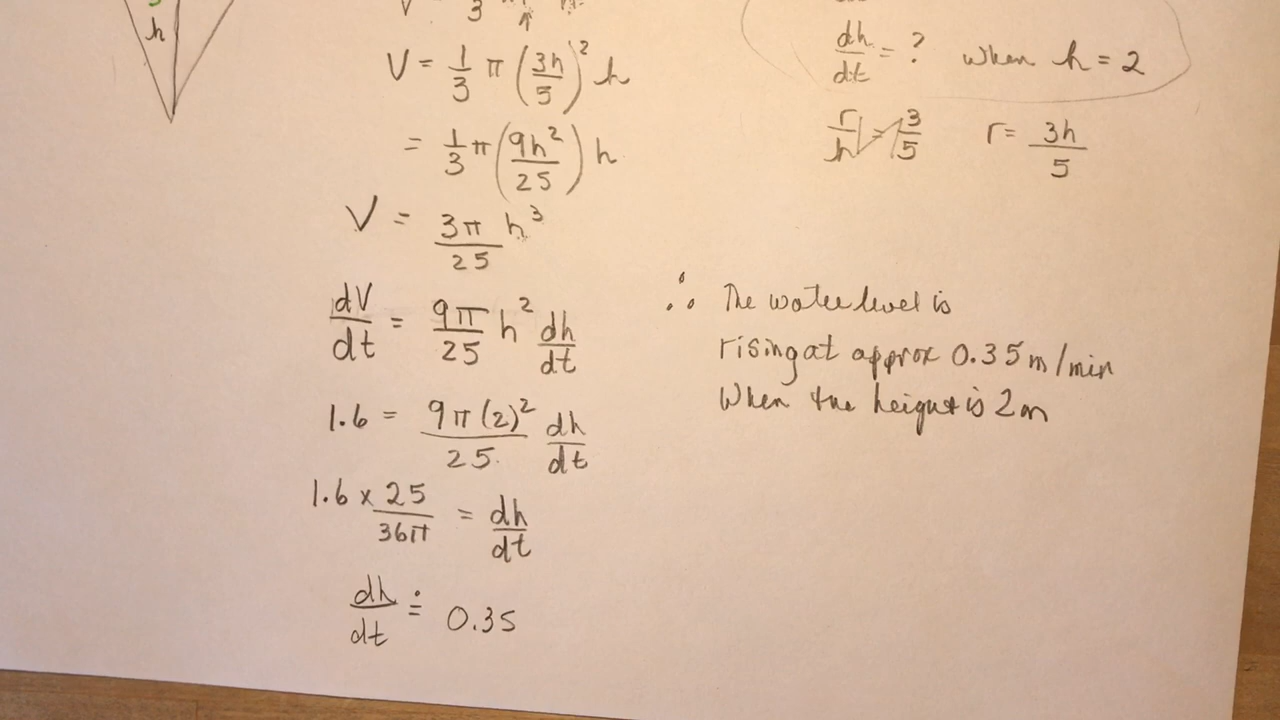 h
V = 1/3 π (3h/5)² h
= 1/3 π (9h²/25) h
V = 3π/25 h³
dV/dt = 9π/25 h² dh/dt
1.6 = 9π(2)²/25 dh/dt
1.6 × 25/36π = dh/dt
dh/dt ≐ 0.35
dh/dt = ? when h = 2
r/h = 3/5 r = 3h/5
∴ The water level is
rising at approx 0.35 m/min
When the height is 2m